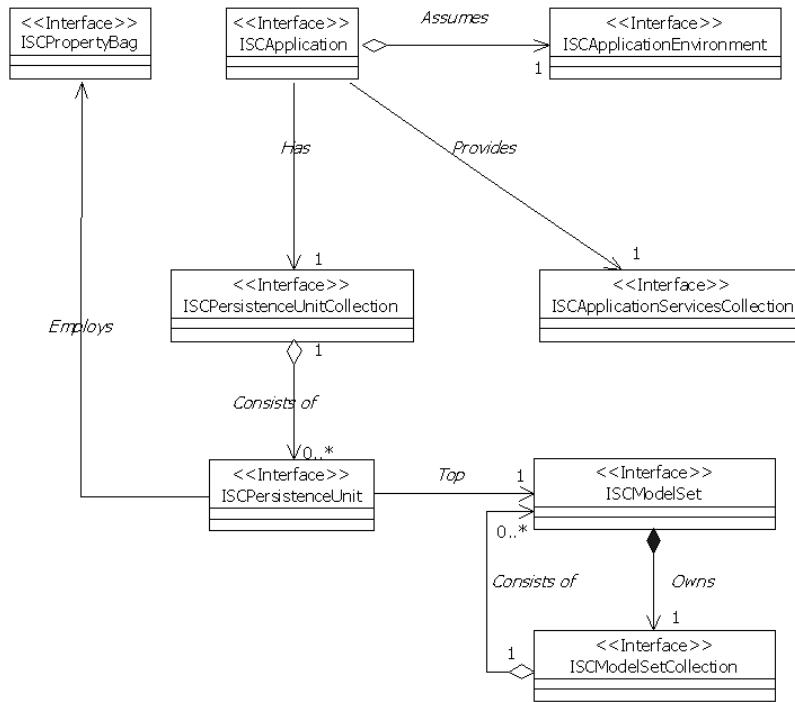 <<Interface>>
ISCPropertyBag
<<Interface>>
ISCApplication
Assumes
1
<<Interface>>
ISCApplicationEnvironment
Has
1
Provides
1
<<Interface>>
ISCPersistenceUnitCollection
1
<<Interface>>
ISCApplicationServicesCollection
Employs
Consists of
0..*
<<Interface>>
ISCPersistenceUnit
Top
1
<<Interface>>
ISCModelSet
0..*
Consists of
Owns
1
1
<<Interface>>
ISCModelSetCollection